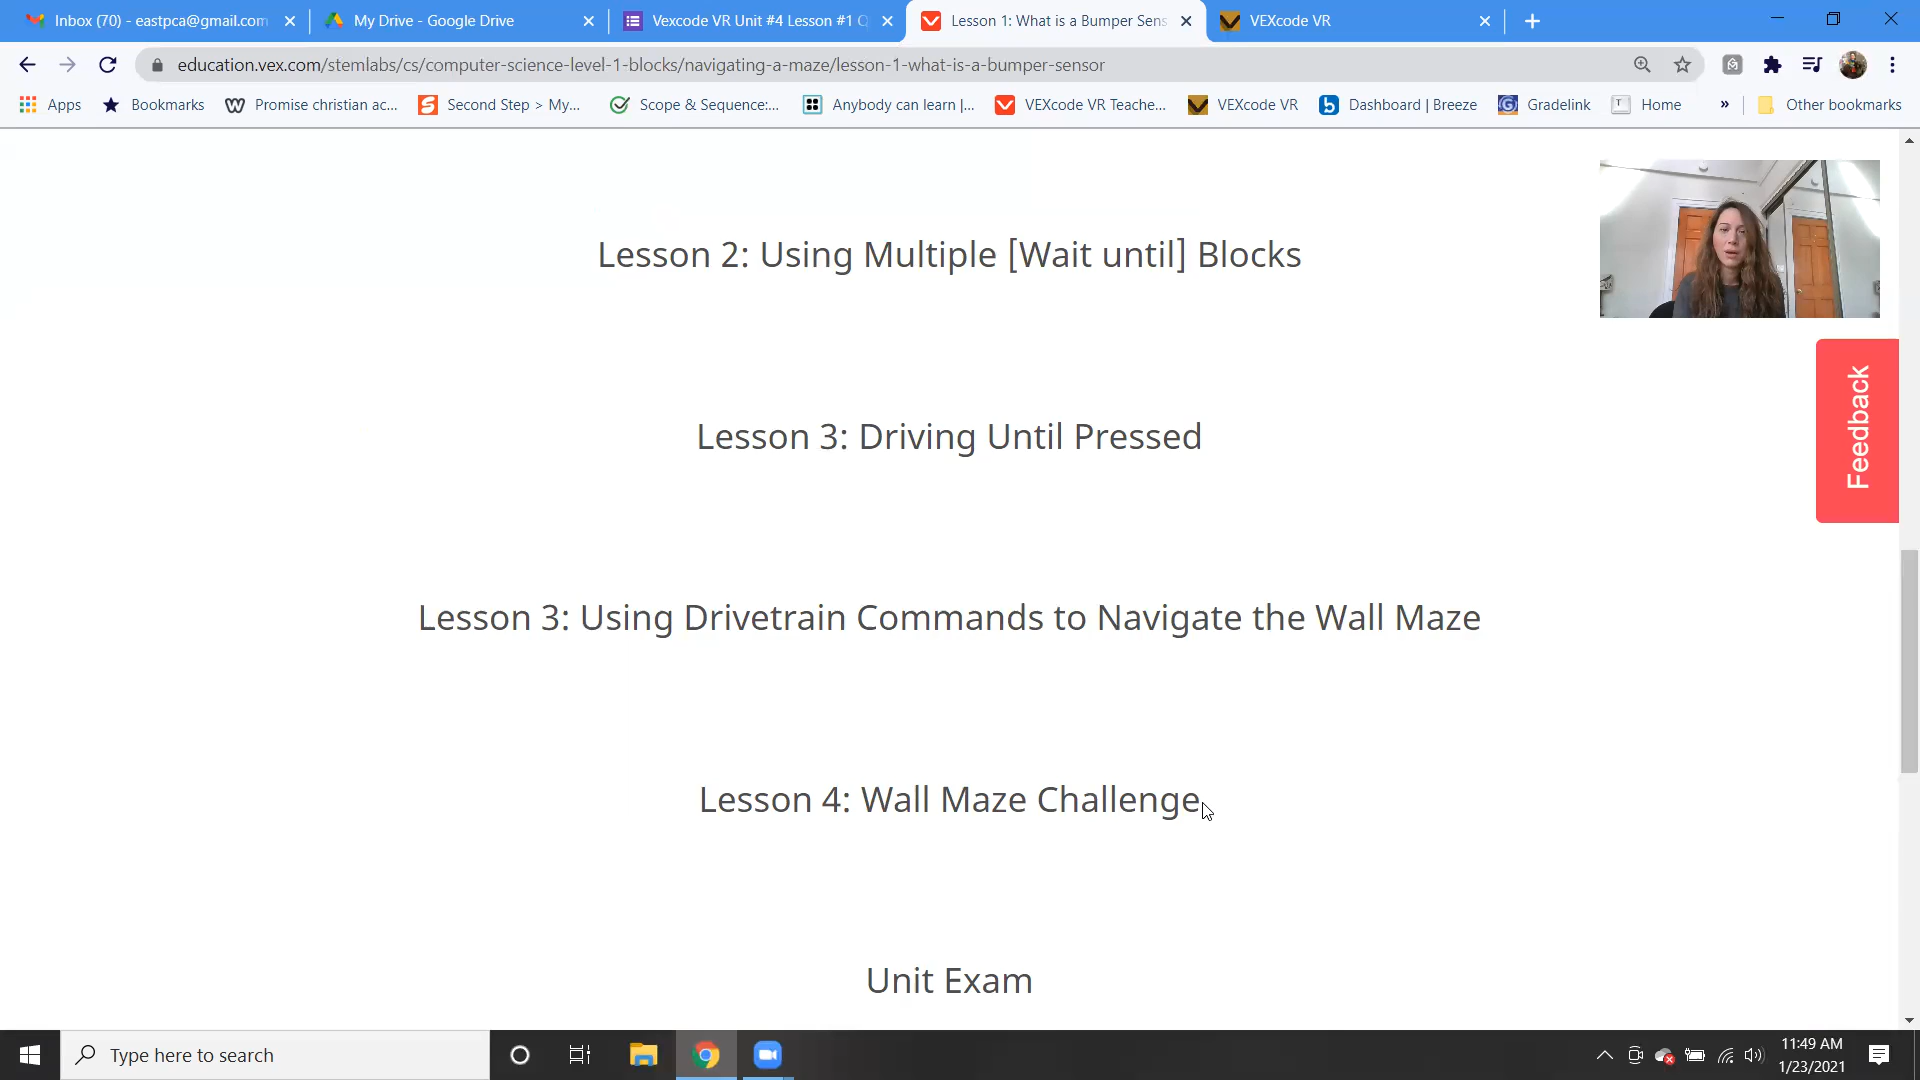 Inbox (70) - eastpca@gmail.com
My Drive - Google Drive
Vexcode VR Unit #4 Lesson #1 Q
Lesson 1: What is a Bumper Sens
VEXcode VR
education.vex.com/stemlabs/cs/computer-science-level-1-blocks/navigating-a-maze/lesson-1-what-is-a-bumper-sensor
Apps
Bookmarks
Promise christian ac...
Second Step > My...
Scope & Sequence:...
Anybody can learn |...
VEXcode VR Teache...
VEXcode VR
Dashboard | Breeze
Gradelink
Home
»
Other bookmarks
Lesson 2: Using Multiple [Wait until] Blocks
Lesson 3: Driving Until Pressed
Feedback
Lesson 3: Using Drivetrain Commands to Navigate the Wall Maze
Lesson 4: Wall Maze Challenge
Unit Exam
Type here to search
11:49 AM
1/23/2021